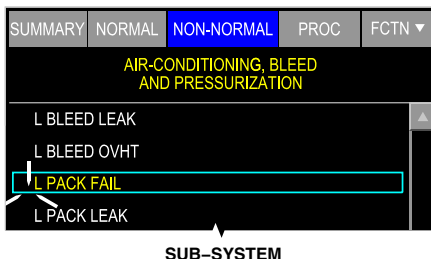 SUMMARY NORMAL NON-NORMAL PROC FCTN ▼
AIR-CONDITIONING, BLEED
AND PRESSURIZATION
L BLEED LEAK
L BLEED OVHT
L PACK FAIL
L PACK LEAK
SUB–SYSTEM